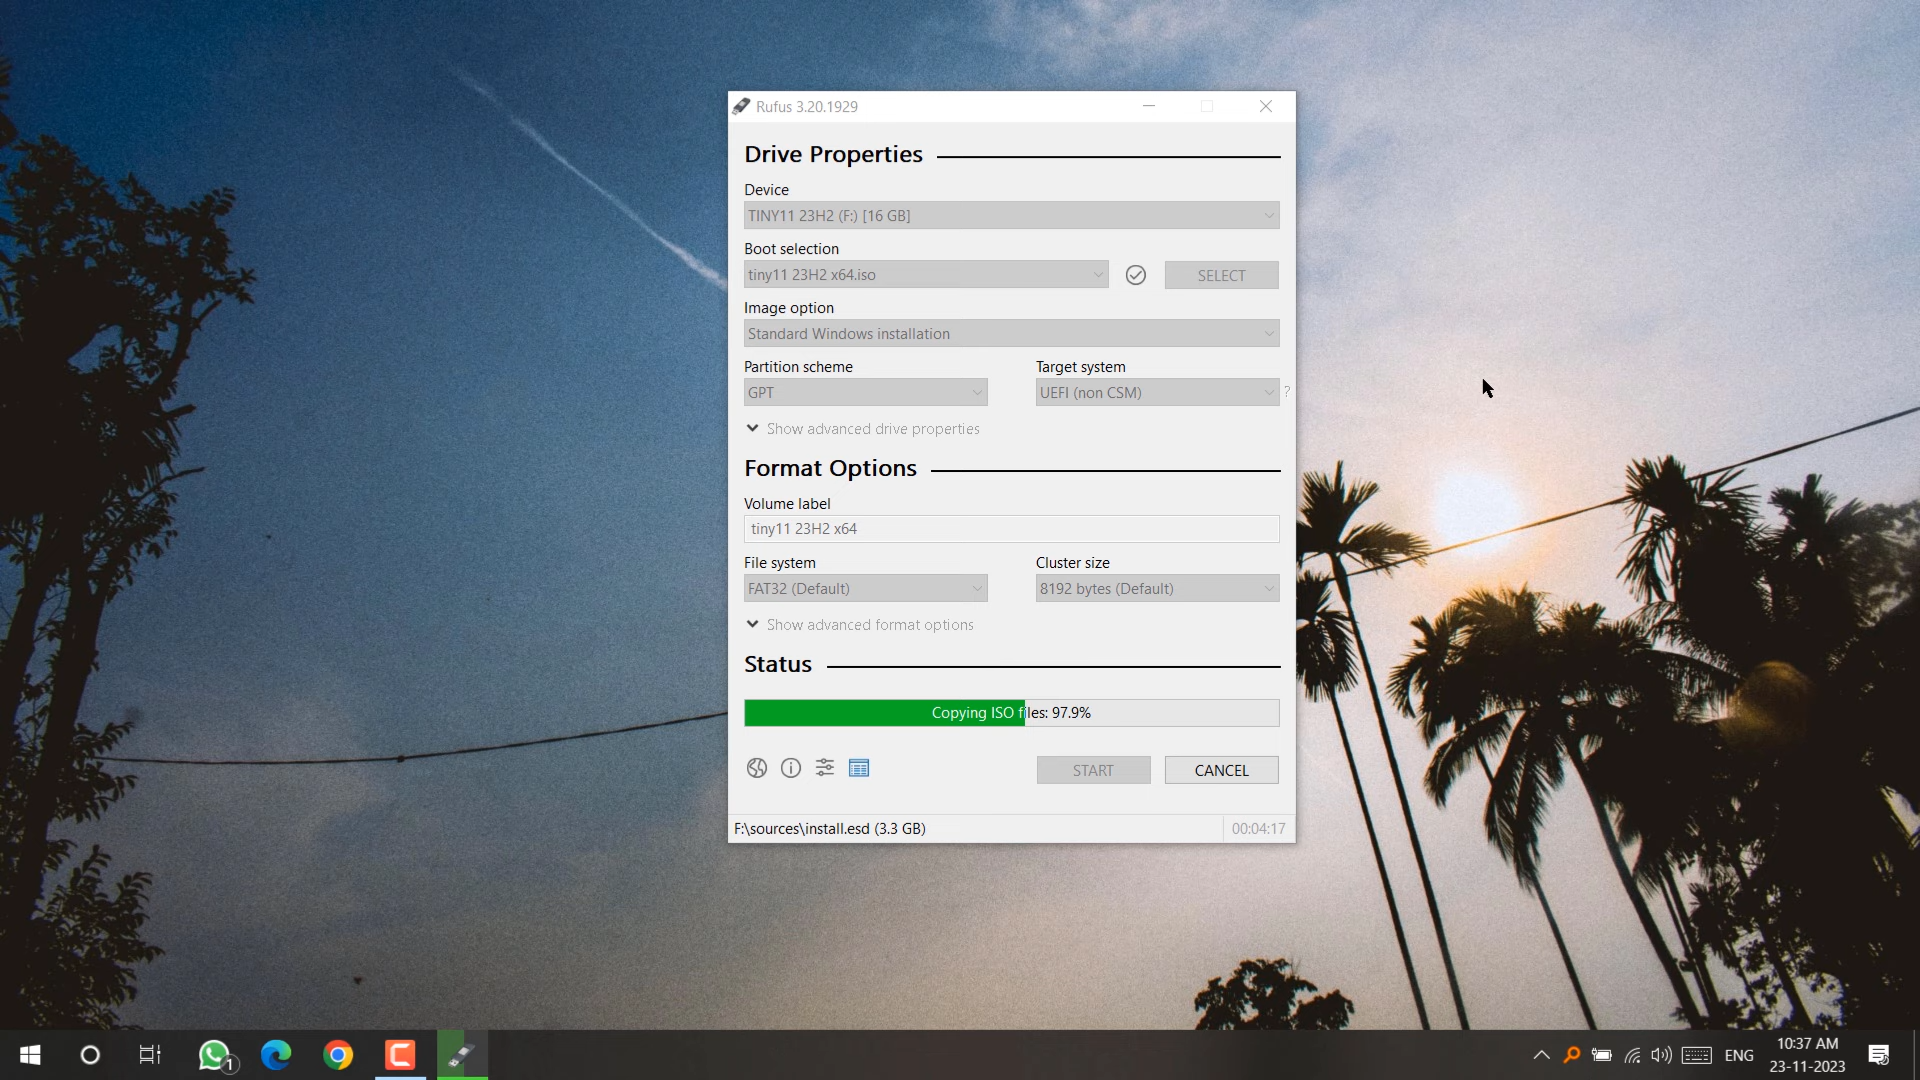 Rufus 3.20.1929
Drive Properties
Device
TINY11 23H2 (F:) [16 GB]
Boot selection
tiny11 23H2 x64.iso
SELECT
Image option
Standard Windows installation
Partition scheme
Target system
GPT
UEFI (non CSM)
?
Show advanced drive properties
Format Options
Volume label
tiny11 23H2 x64
File system
Cluster size
FAT32 (Default)
8192 bytes (Default)
Show advanced format options
Status
Copying ISO files: 97.9%
START
CANCEL
F:\sources\install.esd (3.3 GB)
00:04:17
1
ENG
10:37 AM
23-11-2023